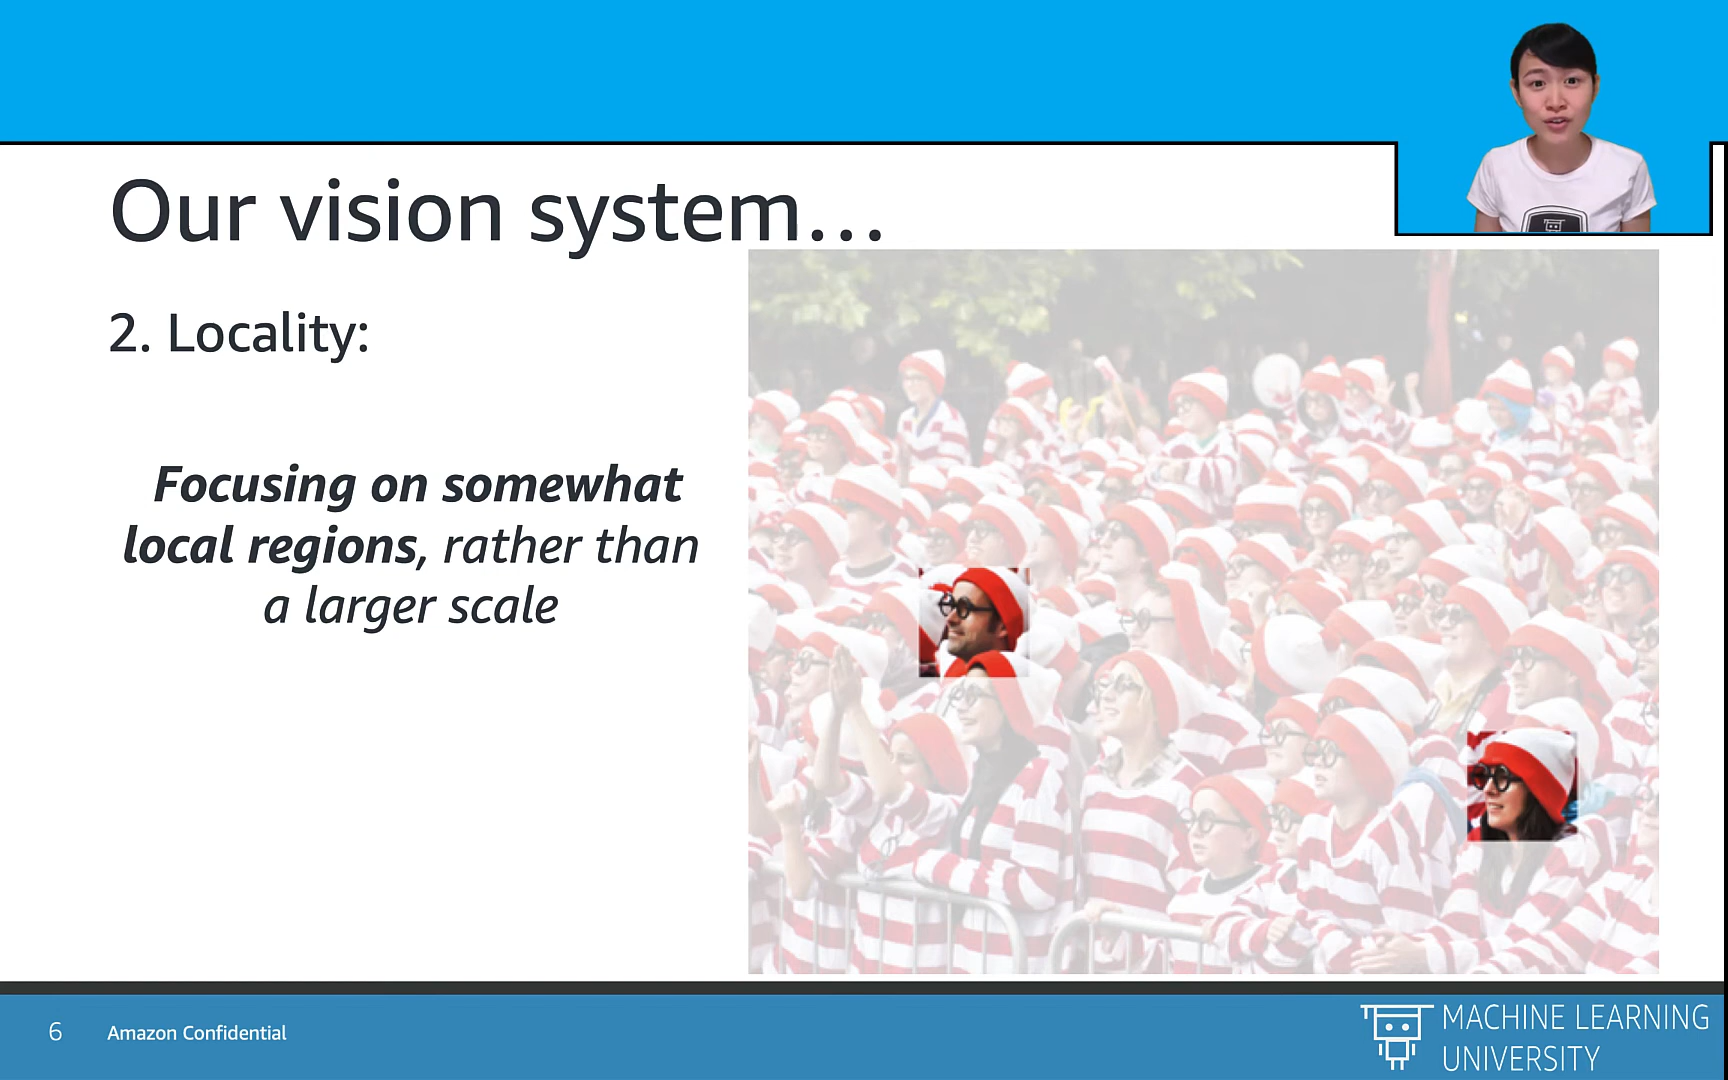 Our vision system...
2. Locality:
Focusing on somewhat
local regions, rather than
a larger scale
6
Amazon Confidential
MACHINE LEARNING
UNIVERSITY